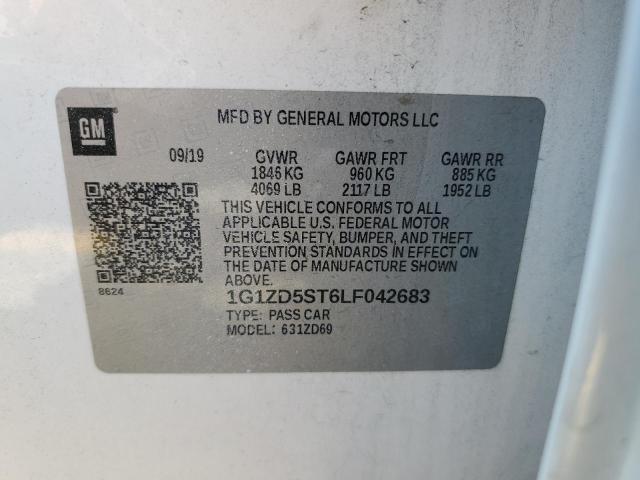 GM
MFD BY GENERAL MOTORS LLC
09/19 GVWR GAWR FRT GAWR RR
1846 KG 960 KG 885 KG
4069 LB 2117 LB 1952 LB
THIS VEHICLE CONFORMS TO ALL
APPLICABLE U.S. FEDERAL MOTOR
VEHICLE SAFETY, BUMPER, AND THEFT
PREVENTION STANDARDS IN EFFECT ON
THE DATE OF MANUFACTURE SHOWN
ABOVE.
8624
1G1ZD5ST6LF042683
TYPE: PASS CAR
MODEL: 631ZD69